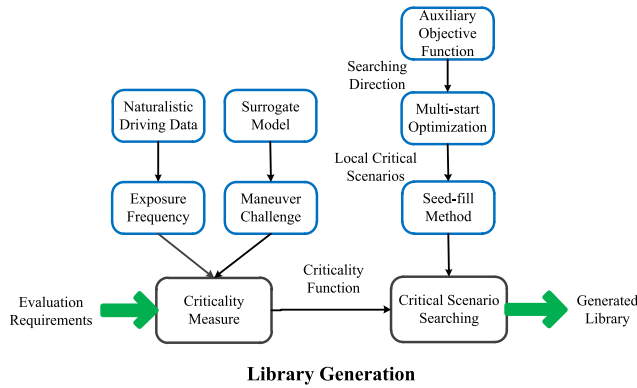 Auxiliary
Objective
Function
Searching
Direction
Naturalistic
Driving Data
Surrogate
Model
Multi-start
Optimization
Local Critical
Scenarios
Exposure
Frequency
Maneuver
Challenge
Seed-fill
Method
Evaluation
Requirements
Criticality
Measure
Criticality
Function
Critical Scenario
Searching
Generated
Library
Library Generation